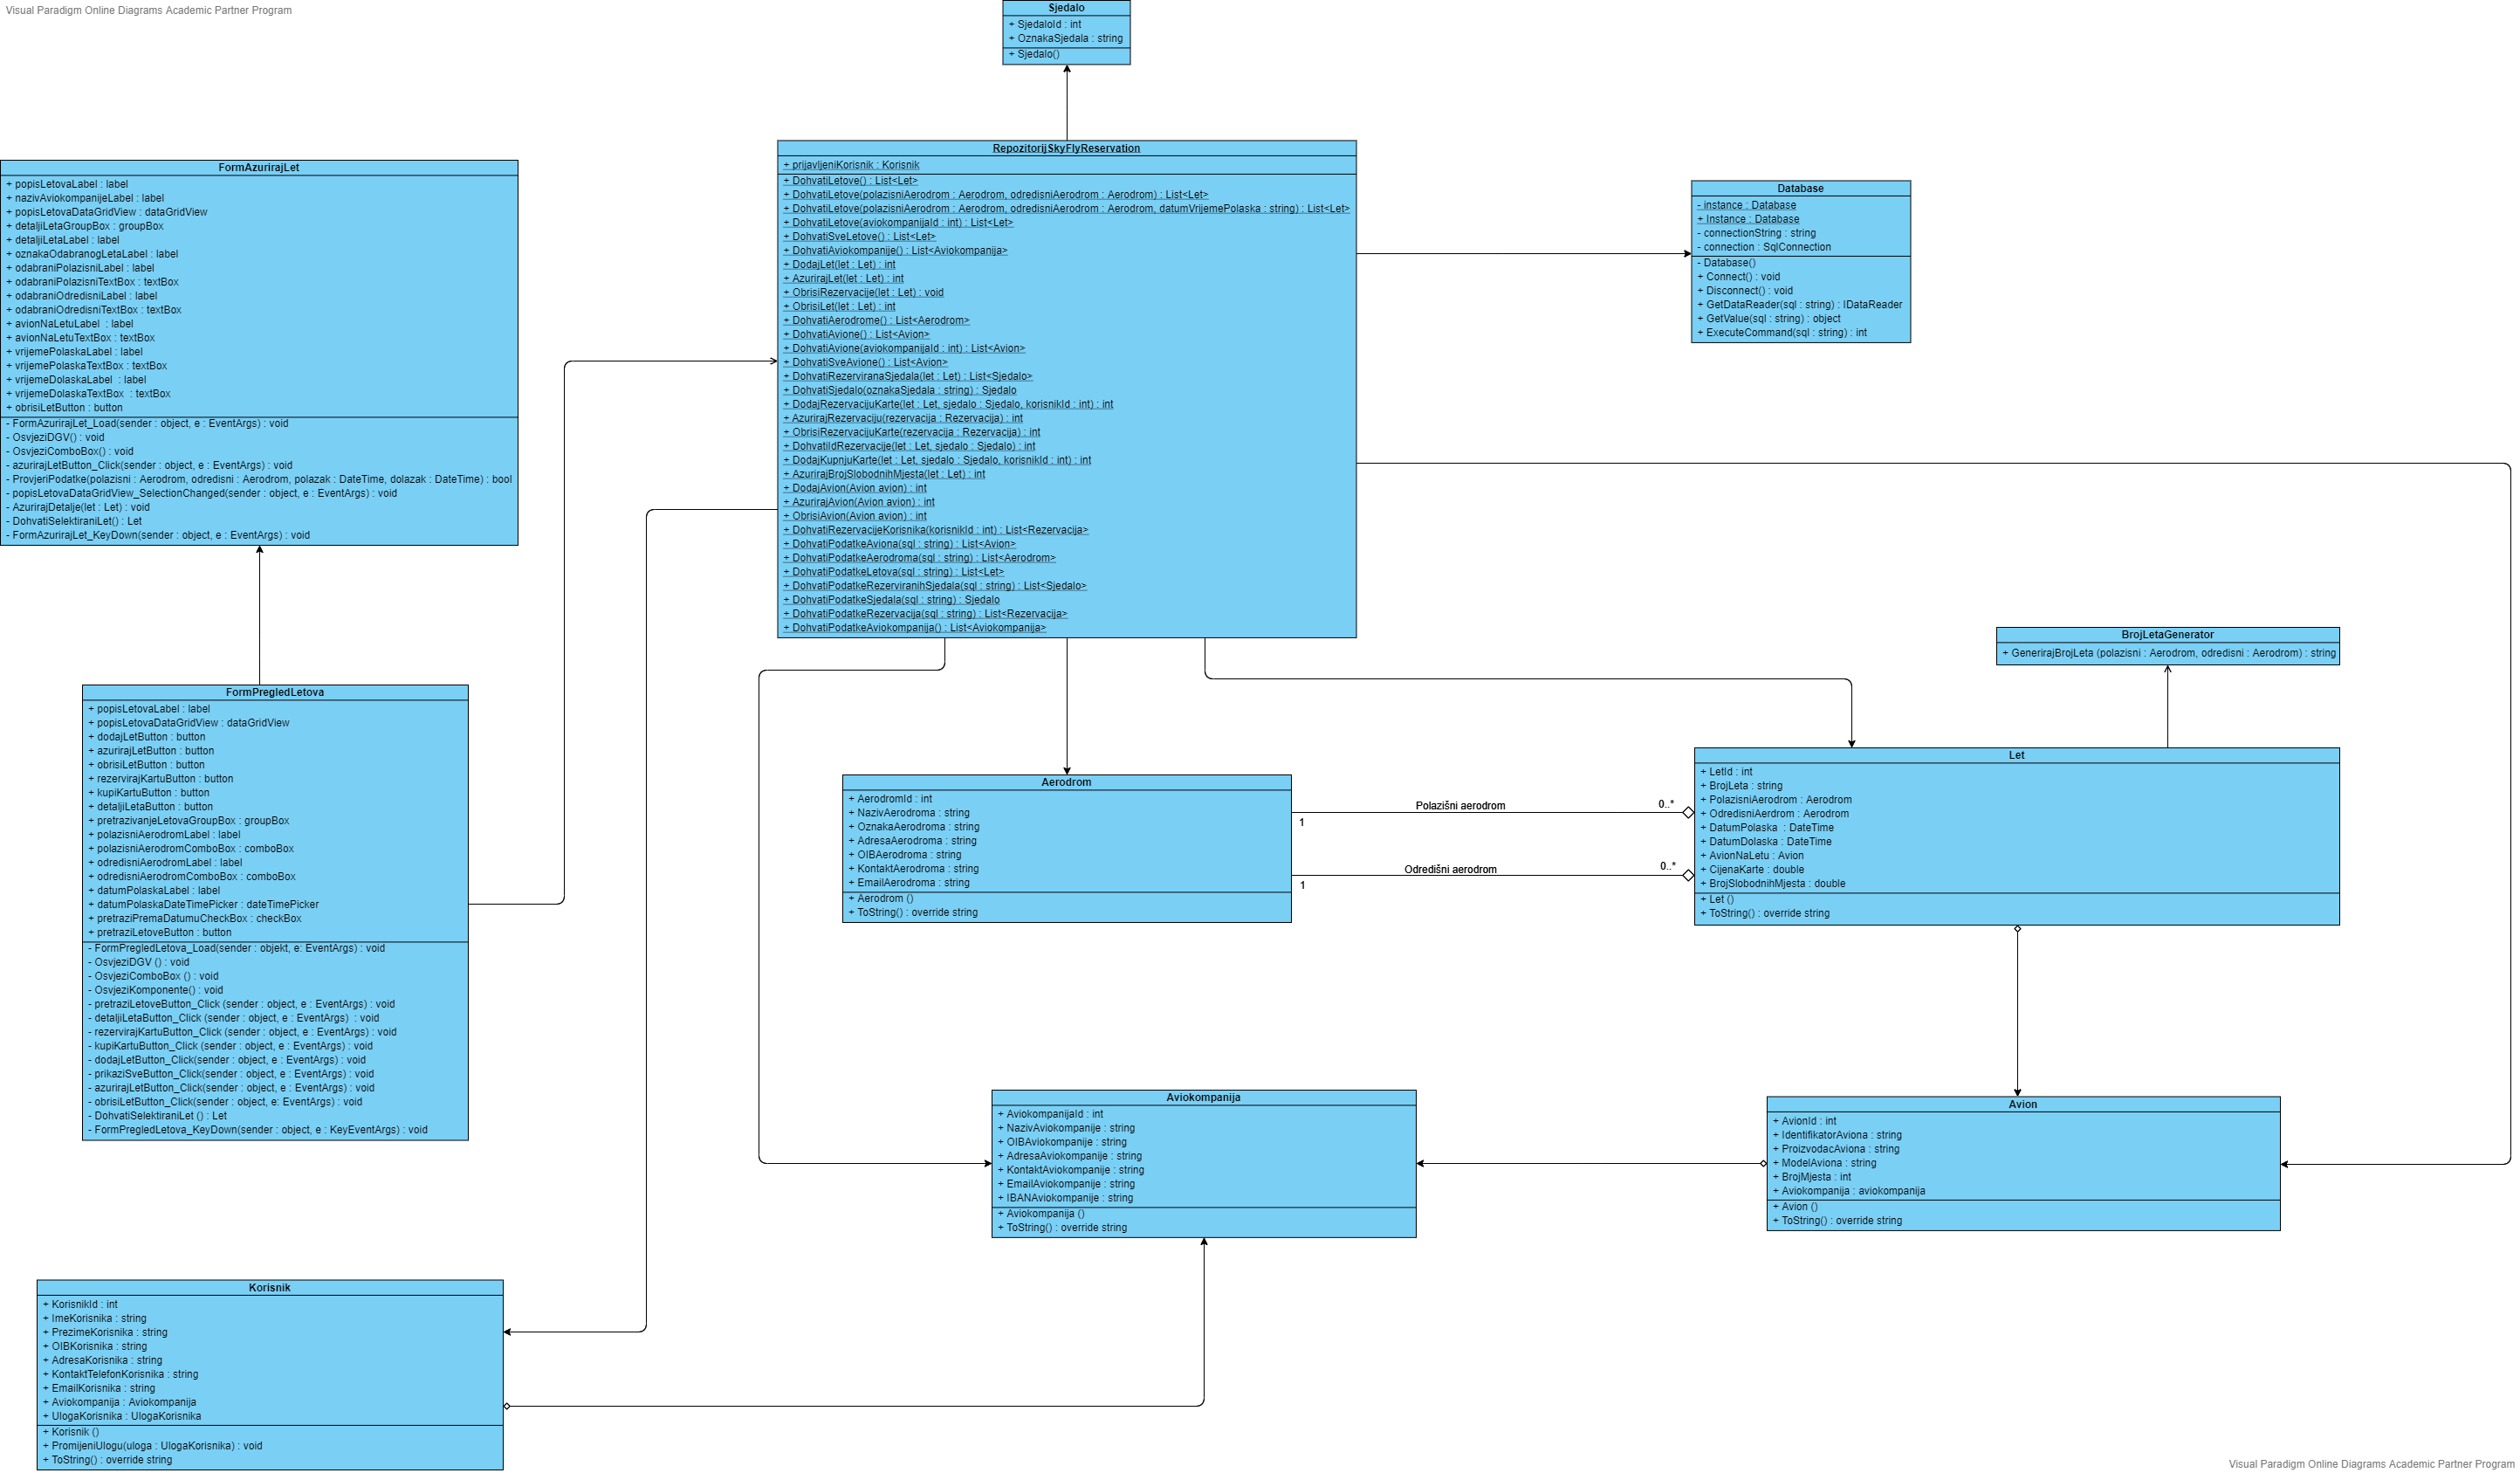 Visual Paradigm Online Diagrams Academic Partner Program
Sjedalo
+ SjedaloId : int
+ OznakaSjedala : string
+ Sjedalo()
FormAzurirajLet
+ popisLetovaLabel : label
+ nazivAviokompanijeLabel : label
+ popisLetovaDataGridView : dataGridView
+ detaljiLetaGroupBox : groupBox
+ detaljiLetaLabel : label
+ oznakaOdabranogLetaLabel : label
+ odabraniPolazisniLabel : label
+ odabraniPolazisniTextBox : textBox
+ odabraniOdredisniLabel : label
+ odabraniOdredisniTextBox : textBox
+ avionNaLetuLabel  : label
+ avionNaLetuTextBox : textBox
+ vrijemePolaskaLabel : label
+ vrijemePolaskaTextBox : textBox
+ vrijemeDolaskaLabel  : label
+ vrijemeDolaskaTextBox  : textBox
+ obrisiLetButton : button
- FormAzurirajLet_Load(sender : object, e : EventArgs) : void
- OsvjeziDGV() : void
- OsvjeziComboBox() : void
- azurirajLetButton_Click(sender : object, e : EventArgs) : void
- ProvjeriPodatke(polazisni : Aerodrom, odredisni : Aerodrom, polazak : DateTime, dolazak : DateTime) : bool
- popisLetovaDataGridView_SelectionChanged(sender : object, e : EventArgs) : void
- AzurirajDetalje(let : Let) : void
- DohvatiSelektiraniLet() : Let
- FormAzurirajLet_KeyDown(sender : object, e : EventArgs) : void
RepozitorijSkyFlyReservation
+ prijavljeniKorisnik : Korisnik
+ DohvatiLetove() : List<Let>
+ DohvatiLetove(polazisniAerodrom : Aerodrom, odredisniAerodrom : Aerodrom) : List<Let>
+ DohvatiLetove(polazisniAerodrom : Aerodrom, odredisniAerodrom : Aerodrom, datumVrijemePolaska : string) : List<Let>
+ DohvatiLetove(aviokompanijaId : int) : List<Let>
+ DohvatiSveLetove() : List<Let>
+ DohvatiAviokompanije() : List<Aviokompanija>
+ DodajLet(let : Let) : int
+ AzurirajLet(let : Let) : int
+ ObrisiRezervacije(let : Let) : void
+ ObrisiLet(let : Let) : int
+ DohvatiAerodrome() : List<Aerodrom>
+ DohvatiAvione() : List<Avion>
+ DohvatiAvione(aviokompanijaId : int) : List<Avion>
+ DohvatiSveAvione() : List<Avion>
+ DohvatiRezerviranaSjedala(let : Let) : List<Sjedalo>
+ DohvatiSjedalo(oznakaSjedala : string) : Sjedalo
+ DodajRezervacijuKarte(let : Let, sjedalo : Sjedalo, korisnikId : int) : int
+ AzurirajRezervaciju(rezervacija : Rezervacija) : int
+ ObrisiRezervacijuKarte(rezervacija : Rezervacija) : int
+ DohvatiIdRezervacije(let : Let, sjedalo : Sjedalo) : int
+ DodajKupnjuKarte(let : Let, sjedalo : Sjedalo, korisnikId : int) : int
+ AzurirajBrojSlobodnihMjesta(let : Let) : int
+ DodajAvion(Avion avion) : int
+ AzurirajAvion(Avion avion) : int
+ ObrisiAvion(Avion avion) : int
+ DohvatiRezervacijeKorisnika(korisnikId : int) : List<Rezervacija>
+ DohvatiPodatkeAviona(sql : string) : List<Avion>
+ DohvatiPodatkeAerodroma(sql : string) : List<Aerodrom>
+ DohvatiPodatkeLetova(sql : string) : List<Let>
+ DohvatiPodatkeRezerviranihSjedala(sql : string) : List<Sjedalo>
+ DohvatiPodatkeSjedala(sql : string) : Sjedalo
+ DohvatiPodatkeRezervacija(sql : string) : List<Rezervacija>
+ DohvatiPodatkeAviokompanija() : List<Aviokompanija>
Database
- instance : Database
+ Instance : Database
- connectionString : string
- connection : SqlConnection
- Database()
+ Connect() : void
+ Disconnect() : void
+ GetDataReader(sql : string) : IDataReader
+ GetValue(sql : string) : object
+ ExecuteCommand(sql : string) : int
BrojLetaGenerator
+ GenerirajBrojLeta (polazisni : Aerodrom, odredisni : Aerodrom) : string
FormPregledLetova
+ popisLetovaLabel : label
+ popisLetovaDataGridView : dataGridView
+ dodajLetButton : button
+ azurirajLetButton : button
+ obrisiLetButton : button
+ rezervirajKartuButton : button
+ kupiKartuButton : button
+ detaljiLetaButton : button
+ pretrazivanjeLetovaGroupBox : groupBox
+ polazisniAerodromLabel : label
+ polazisniAerodromComboBox : comboBox
+ odredisniAerodromLabel : label
+ odredisniAerodromComboBox : comboBox
+ datumPolaskaLabel : label
+ datumPolaskaDateTimePicker : dateTimePicker
+ pretraziPremaDatumuCheckBox : checkBox
+ pretraziLetoveButton : button
- FormPregledLetova_Load(sender : objekt, e: EventArgs) : void
- OsvjeziDGV () : void
- OsvjeziComboBox () : void
- OsvjeziKomponente() : void
- pretraziLetoveButton_Click (sender : object, e : EventArgs) : void
- detaljiLetaButton_Click (sender : object, e : EventArgs)  : void
- rezervirajKartuButton_Click (sender : object, e : EventArgs) : void
- kupiKartuButton_Click (sender : object, e : EventArgs) : void
- dodajLetButton_Click(sender : object, e : EventArgs) : void
- prikaziSveButton_Click(sender : object, e : EventArgs) : void
- azurirajLetButton_Click(sender : object, e : EventArgs) : void
- obrisiLetButton_Click(sender : object, e: EventArgs) : void
- DohvatiSelektiraniLet () : Let
- FormPregledLetova_KeyDown(sender : object, e : KeyEventArgs) : void
Aerodrom
+ AerodromId : int
+ NazivAerodroma : string
+ OznakaAerodroma : string
+ AdresaAerodroma : string
+ OIBAerodroma : string
+ KontaktAerodroma : string
+ EmailAerodroma : string
+ Aerodrom ()
+ ToString() : override string
Polazišni aerodrom
0..*
1
Odredišni aerodrom
0..*
1
Let
+ LetId : int
+ BrojLeta : string
+ PolazisniAerodrom : Aerodrom
+ OdredisniAerdrom : Aerodrom
+ DatumPolaska  : DateTime
+ DatumDolaska : DateTime
+ AvionNaLetu : Avion
+ CijenaKarte : double
+ BrojSlobodnihMjesta : double
+ Let ()
+ ToString() : override string
Aviokompanija
+ AviokompanijaId : int
+ NazivAviokompanije : string
+ OIBAviokompanije : string
+ AdresaAviokompanije : string
+ KontaktAviokompanije : string
+ EmailAviokompanije : string
+ IBANAviokompanije : string
+ Aviokompanija ()
+ ToString() : override string
Avion
+ AvionId : int
+ IdentifikatorAviona : string
+ ProizvodacAviona : string
+ ModelAviona : string
+ BrojMjesta : int
+ Aviokompanija : aviokompanija
+ Avion ()
+ ToString() : override string
Korisnik
+ KorisnikId : int
+ ImeKorisnika : string
+ PrezimeKorisnika : string
+ OIBKorisnika : string
+ AdresaKorisnika : string
+ KontaktTelefonKorisnika : string
+ EmailKorisnika : string
+ Aviokompanija : Aviokompanija
+ UlogaKorisnika : UlogaKorisnika
+ Korisnik ()
+ PromijeniUlogu(uloga : UlogaKorisnika) : void
+ ToString() : override string
Visual Paradigm Online Diagrams Academic Partner Program